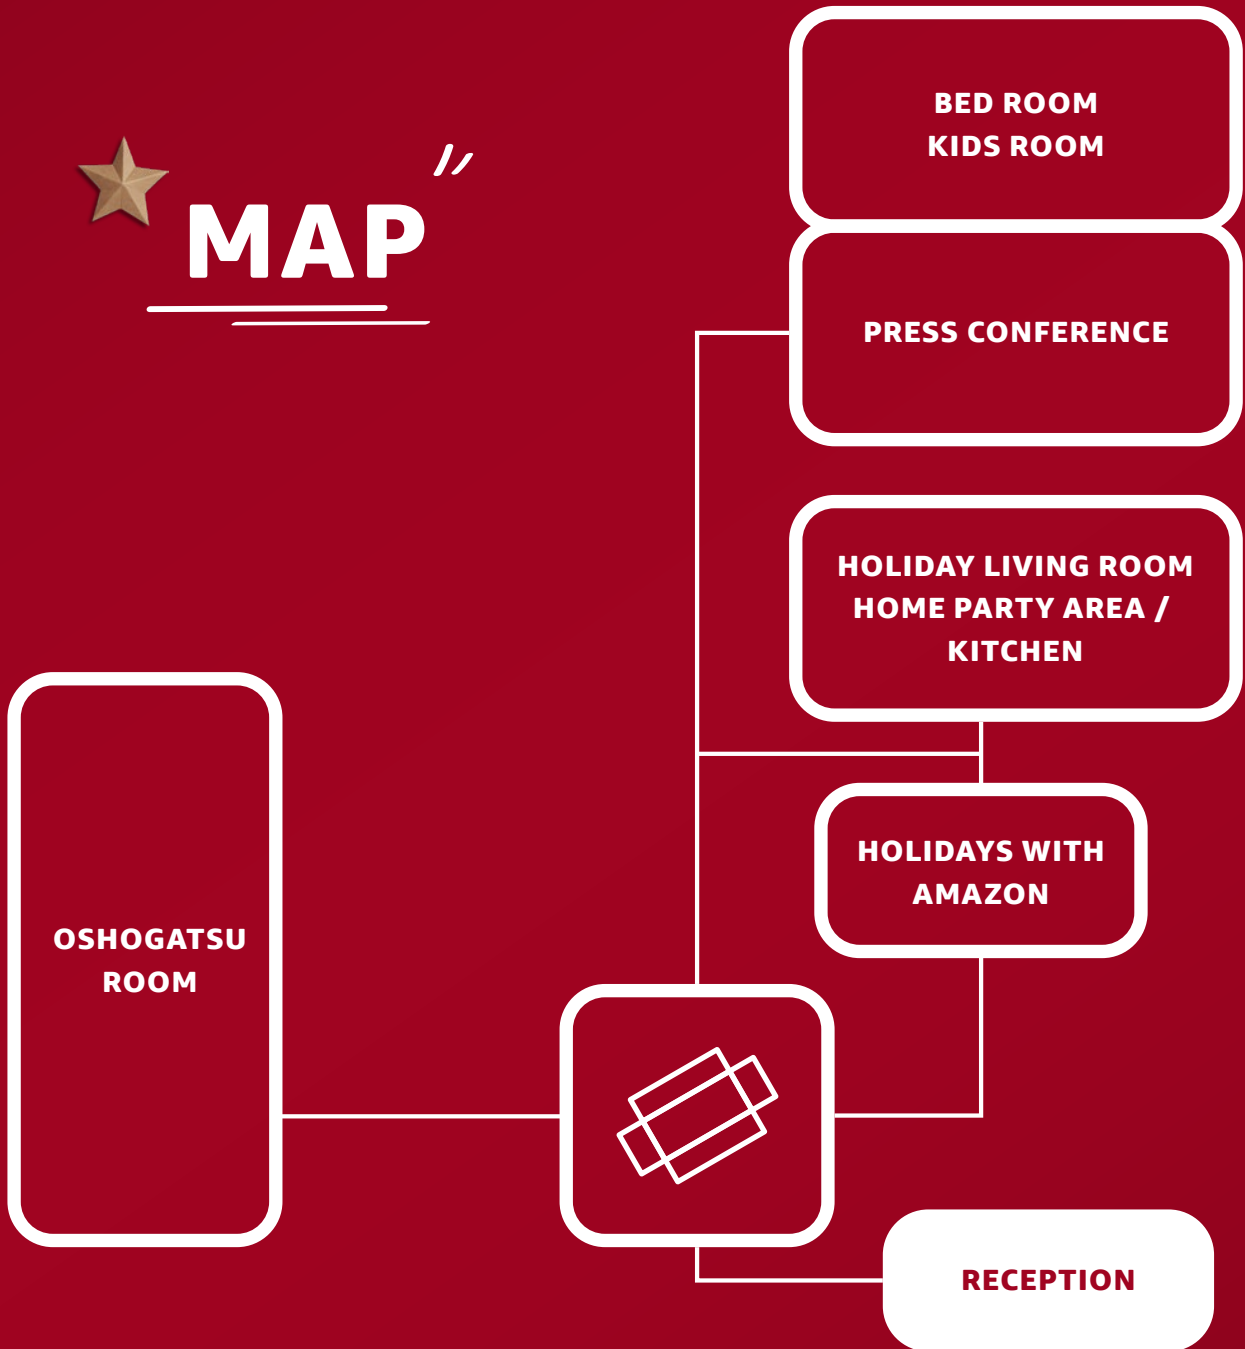 MAP
BED ROOM
KIDS ROOM
PRESS CONFERENCE
HOLIDAY LIVING ROOM
HOME PARTY AREA /
KITCHEN
HOLIDAYS WITH
AMAZON
OSHOGATSU
ROOM
RECEPTION